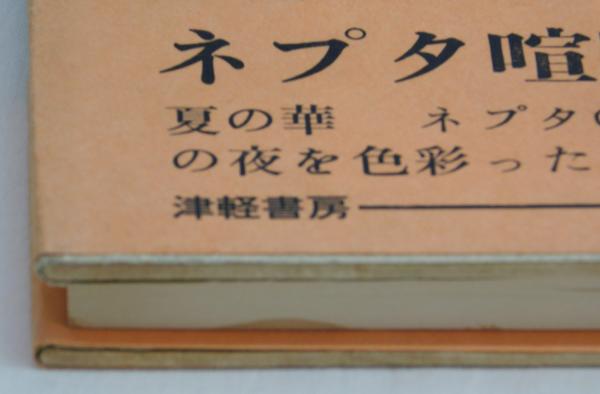 ネプタ喧
夏の華　ネプタ
の夜を色彩った
津軽書房